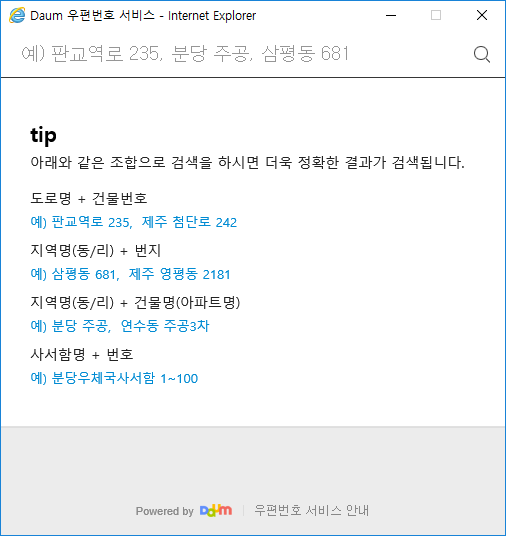 Daum 우편번호 서비스 - Internet Explorer
예) 판교역로 235, 분당 주공, 삼평동 681
tip
아래와 같은 조합으로 검색을 하시면 더욱 정확한 결과가 검색됩니다.
도로명 + 건물번호
예) 판교역로 235, 제주 첨단로 242
지역명(동/리) + 번지
예) 삼평동 681, 제주 영평동 2181
지역명(동/리) + 건물명(아파트명)
예) 분당 주공, 연수동 주공3차
사서함명 + 번호
예) 분당우체국사서함 1~100
Powered by Daum 우편번호 서비스 안내